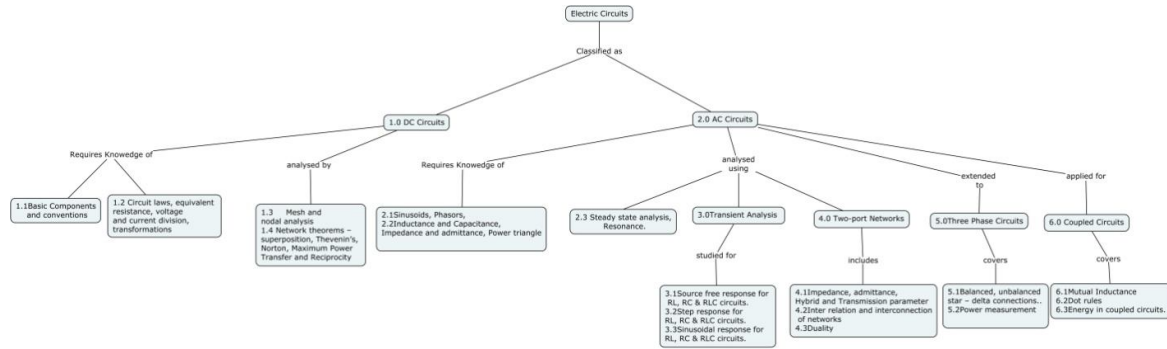 Electric Circuits
Classified as
1.0 DC Circuits
2.0 AC Circuits
Requires Knowedge of
analysed by
Requires Knowledge of
analysed
using
extended
to
applied for
1.1Basic Components
and conventions
1.2 Circuit laws, equivalent
resistance, voltage
and current division,
transformations
1.3 Mesh and
nodal analysis
1.4 Network theorems –
superposition, Thevenin's,
Norton, Maximum Power
Transfer and Reciprocity
2.1Sinusoids, Phasors,
2.2Inductance and Capacitance,
Impedance and admittance, Power triangle
2.3 Steady state analysis,
Resonance.
3.0Transient Analysis
4.0 Two-port Networks
5.0Three Phase Circuits
6.0 Coupled Circuits
studied for
includes
covers
covers
3.1Source free response for
RL, RC & RLC circuits.
3.2Step response for
RL, RC & RLC circuits.
3.3Sinusoidal response for
RL, RC & RLC circuits.
4.1Impedance, admittance,
Hybrid and Transmission parameter
4.2Inter relation and interconnection
of networks
4.3Duality
5.1Balanced, unbalanced
star – delta connections..
5.2Power measurement
6.1Mutual Inductance
6.2Dot rules
6.3Energy in coupled circuits.